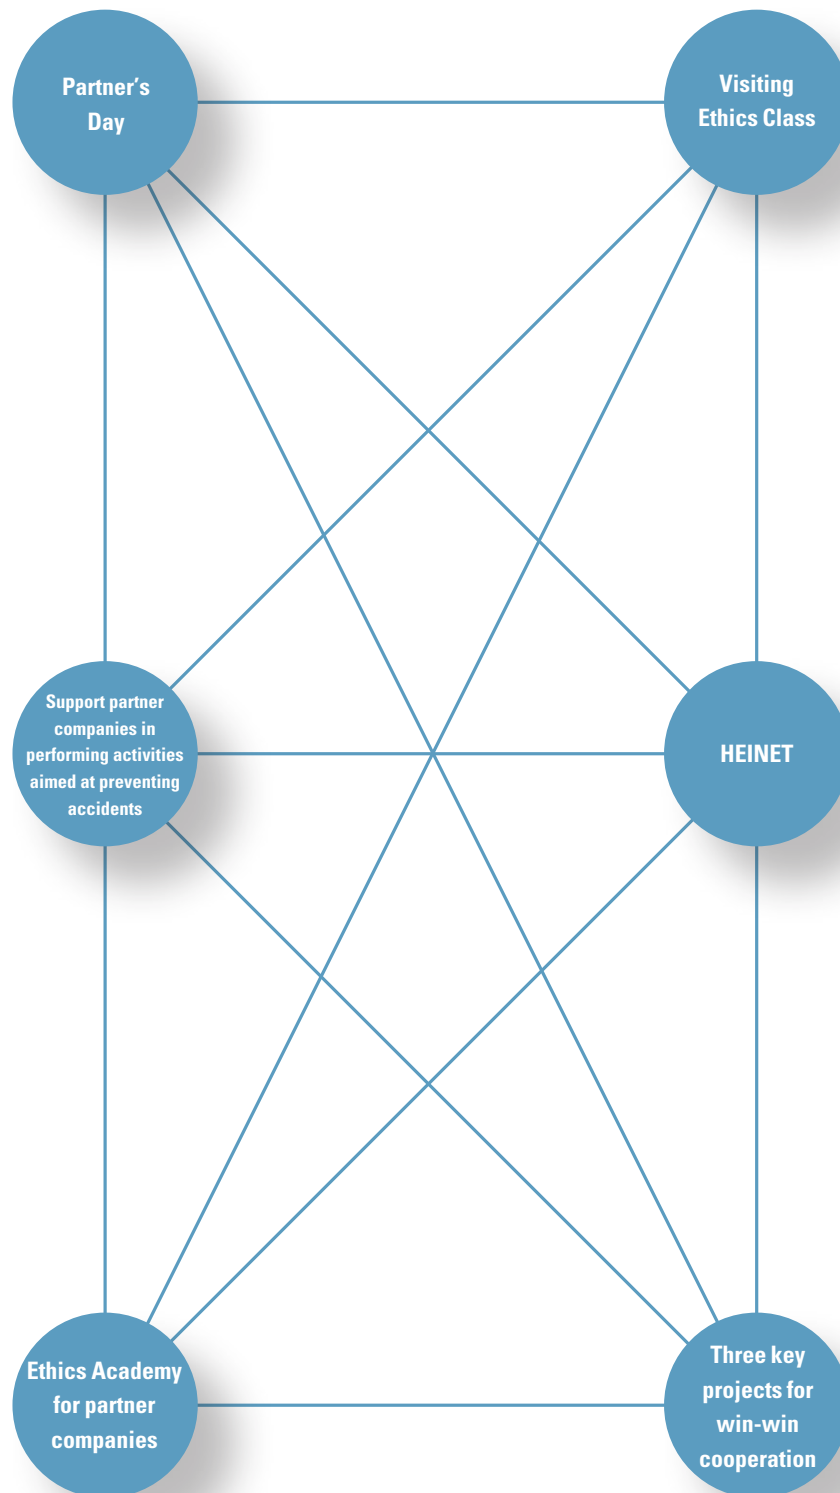 Partner’s
Day
Visiting
Ethics Class
Support partner
companies in
performing activities
aimed at preventing
accidents
HEINET
Ethics Academy
for partner
companies
Three key
projects for
win-win
cooperation